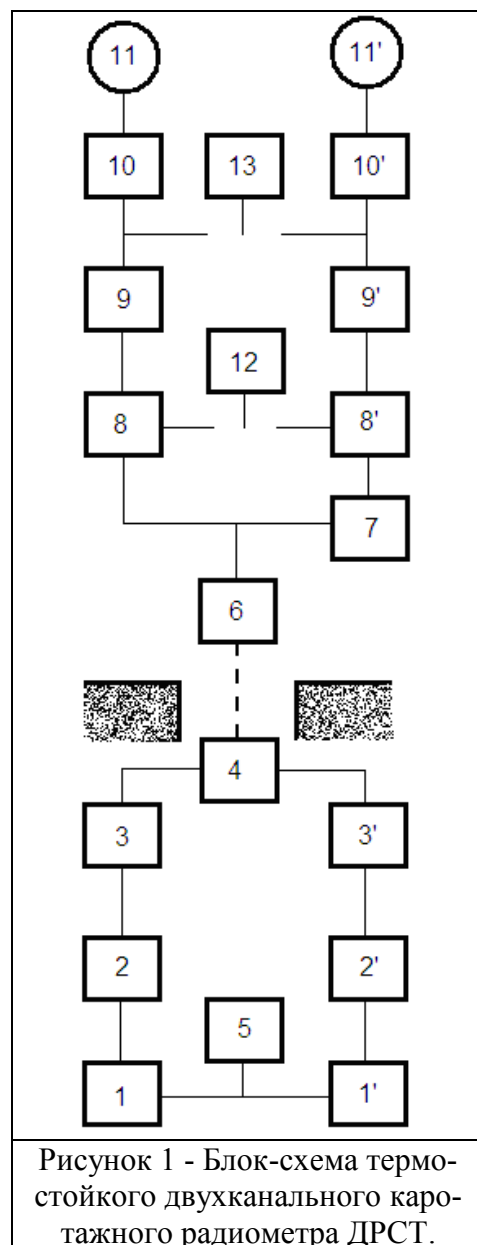 11 11'
10 13 10'
9 9'
12
8 8'
7
6
4
3 3'
2 2'
5
1 1'
Рисунок 1 - Блок-схема термо-
стойкого двухканального каро-
тажного радиометра ДРСТ.